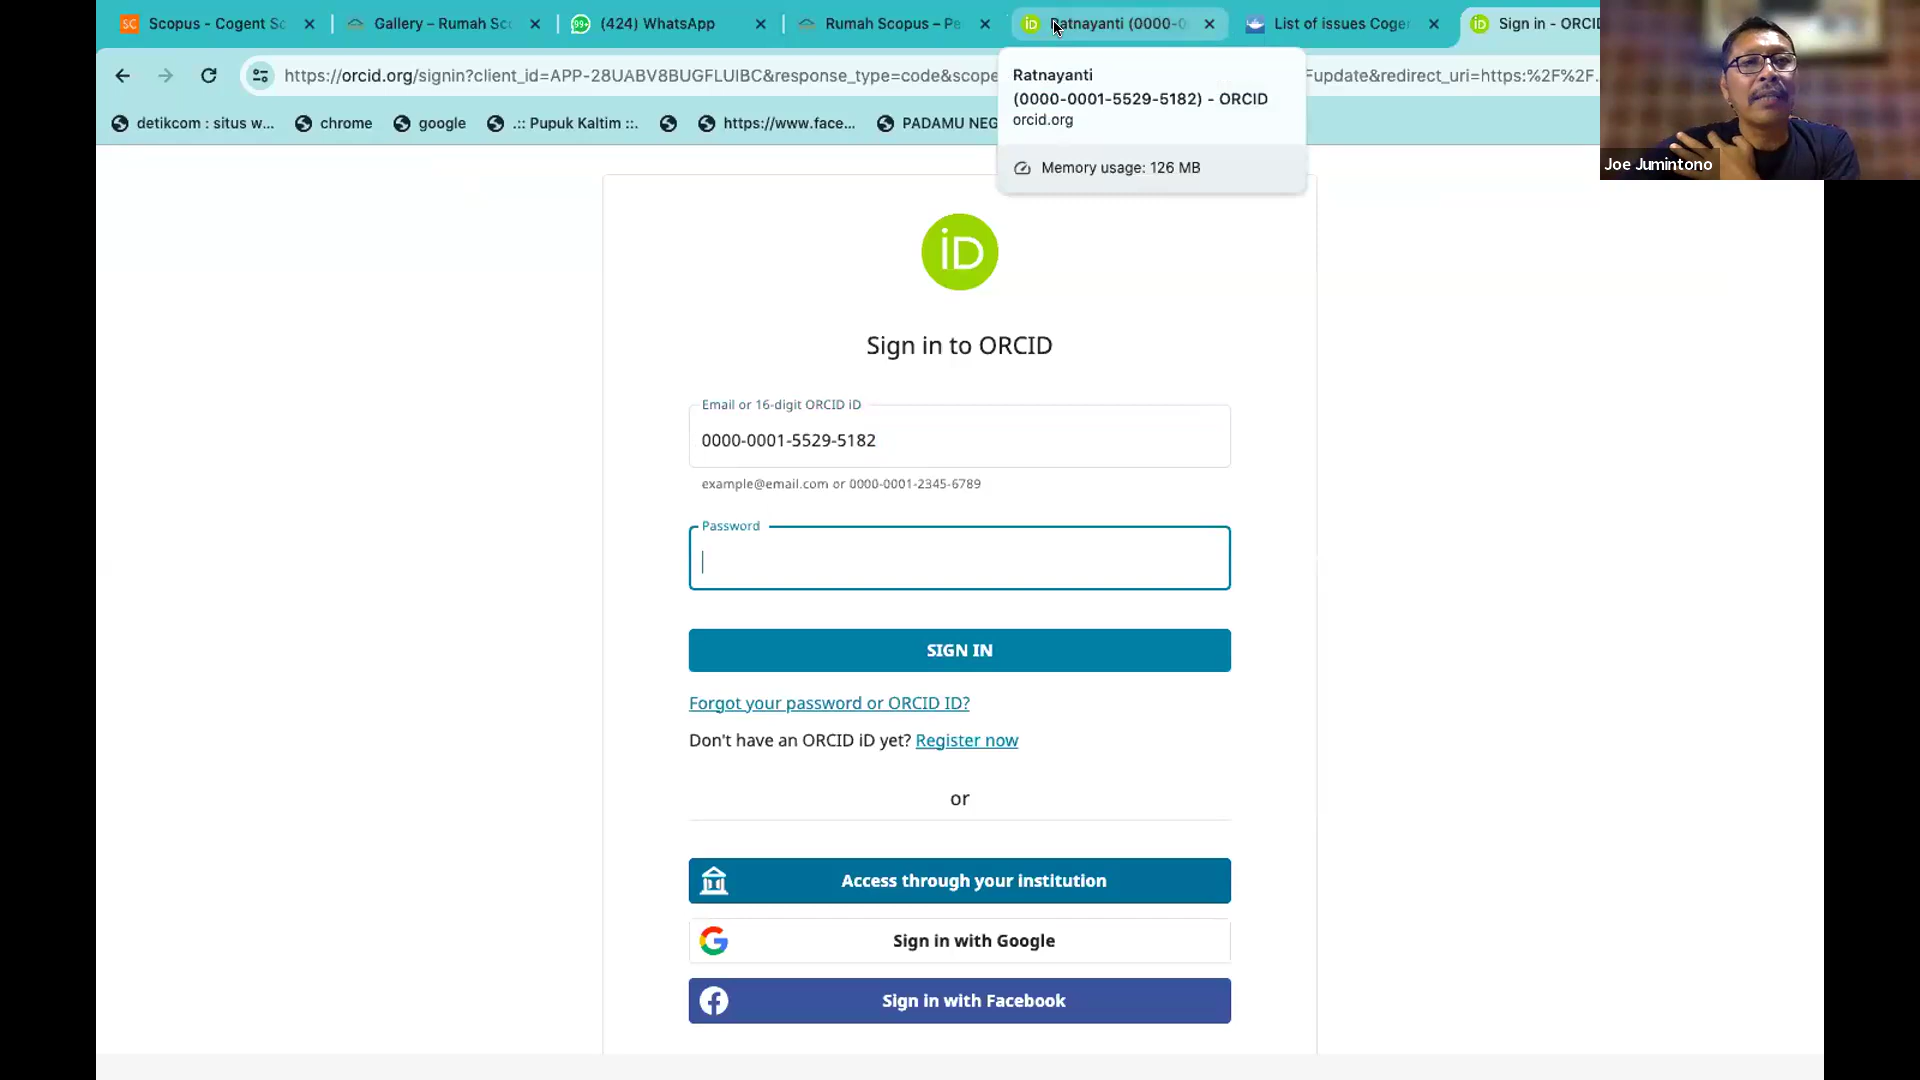 Scopus - Cogent Sc
Gallery – Rumah Sco
99+
(424) WhatsApp
Rumah Scopus – Pe
Ratnayanti (0000-0
List of issues Coger
Sign in - ORCID
https://orcid.org/signin?client_id=APP-28UABV8BUGFLUIBC&response_type=code&scope
Fupdate&redirect_uri=https:%2F%2F.
detikcom : situs w...
chrome
google
.:: Pupuk Kaltim ::.
https://www.face...
PADAMU NEG
Ratnayanti
(0000-0001-5529-5182) - ORCID
orcid.org
Memory usage: 126 MB
Joe Jumintono
iD
Sign in to ORCID
Email or 16-digit ORCID iD
0000-0001-5529-5182
example@email.com or 0000-0001-2345-6789
Password
SIGN IN
Forgot your password or ORCID ID?
Don't have an ORCID iD yet? Register now
or
Access through your institution
Sign in with Google
Sign in with Facebook